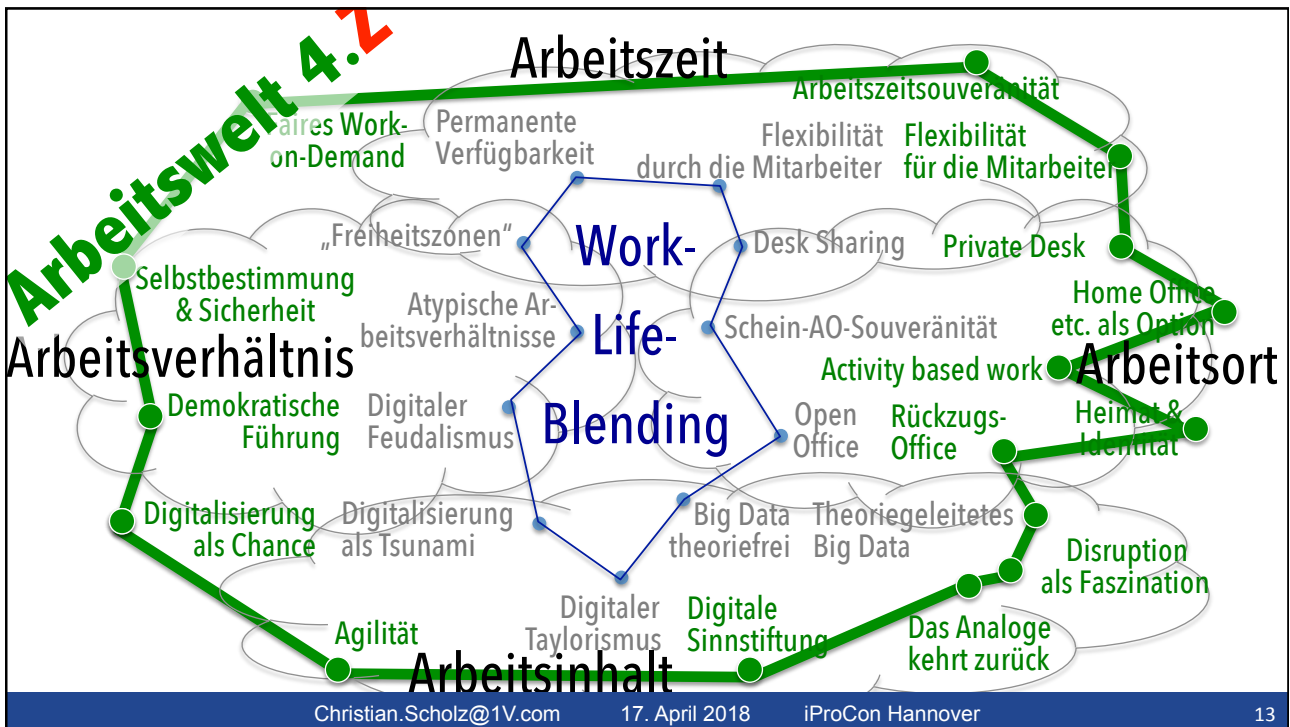 Arbeitswelt 4.2
Arbeitszeit
Arbeitszeitsouveränität
Faires Work-
on-Demand
Permanente
Verfügbarkeit
Flexibilität
durch die Mitarbeiter
Flexibilität
für die Mitarbeiter
„Freiheitszonen“
Work-
Life-
Blending
Desk Sharing
Private Desk
Selbstbestimmung
& Sicherheit
Atypische Ar-
beitsverhältnisse
Schein-AO-Souveränität
Home Office
etc. als Option
Arbeitsverhältnis
Activity based work
Arbeitsort
Demokratische
Führung
Digitaler
Feudalismus
Open
Office
Rückzugs-
Office
Heimat &
Identität
Digitalisierung
als Chance
Digitalisierung
als Tsunami
Big Data
theoriefrei
Theoriegeleitetes
Big Data
Disruption
als Faszination
Agilität
Digitaler
Taylorismus
Digitale
Sinnstiftung
Das Analoge
kehrt zurück
Arbeitsinhalt
Christian.Scholz@1V.com 17. April 2018 iProCon Hannover 13